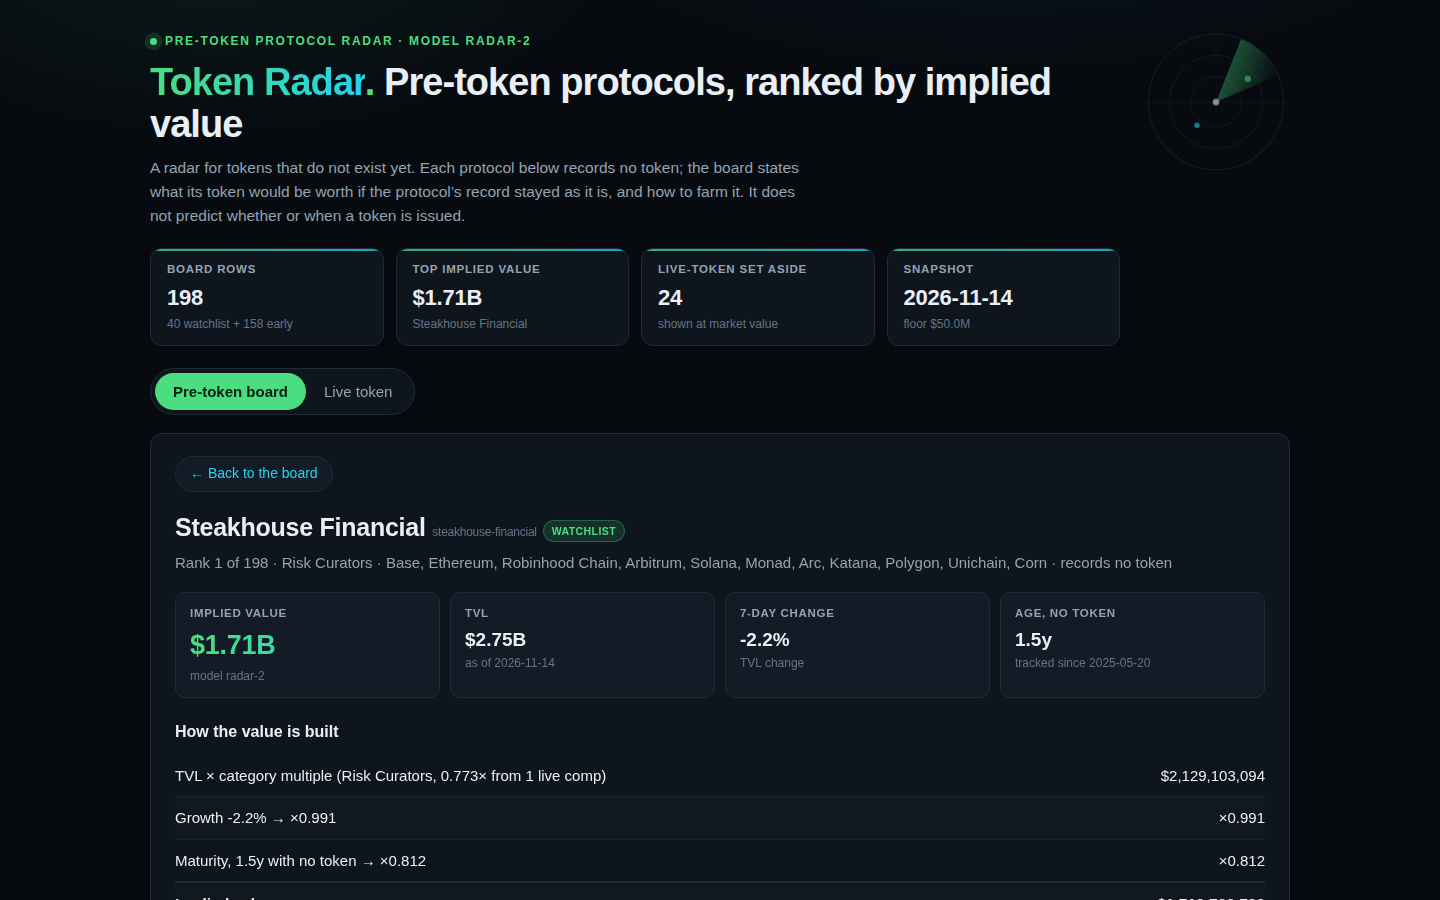 PRE-TOKEN PROTOCOL RADAR · MODEL RADAR-2
Token Radar. Pre-token protocols, ranked by implied
value
A radar for tokens that do not exist yet. Each protocol below records no token; the board states
what its token would be worth if the protocol's record stayed as it is, and how to farm it. It does
not predict whether or when a token is issued.
BOARD ROWS
198
40 watchlist + 158 early
TOP IMPLIED VALUE
$1.71B
Steakhouse Financial
LIVE-TOKEN SET ASIDE
24
shown at market value
SNAPSHOT
2026-11-14
floor $50.0M
Pre-token board
Live token
← Back to the board
Steakhouse Financial steakhouse-financial WATCHLIST
Rank 1 of 198 · Risk Curators · Base, Ethereum, Robinhood Chain, Arbitrum, Solana, Monad, Arc, Katana, Polygon, Unichain, Corn · records no token
IMPLIED VALUE
$1.71B
model radar-2
TVL
$2.75B
as of 2026-11-14
7-DAY CHANGE
-2.2%
TVL change
AGE, NO TOKEN
1.5y
tracked since 2025-05-20
How the value is built
TVL × category multiple (Risk Curators, 0.773× from 1 live comp) $2,129,103,094
Growth -2.2% → ×0.991 ×0.991
Maturity, 1.5y with no token → ×0.812 ×0.812